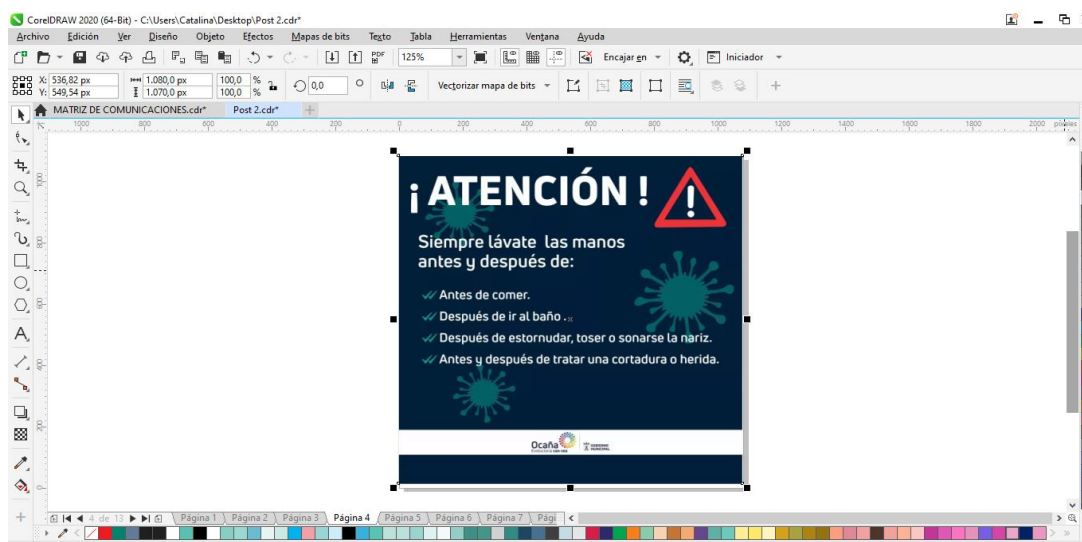 CorelDRAW 2020 (64-Bit) - C:\Users\Catalina\Desktop\Post 2.cdr*
Archivo Edición Ver Diseño Objeto Efectos Mapas de bits Texto Tabla Herramientas Ventana Ayuda
PDF 125% Encajar en Iniciador
X: 536,82 px 1.080,0 px 100,0 % 0,0 ° Vectorizar mapa de bits
Y: 549,54 px 1.070,0 px 100,0 %
MATRIZ DE COMUNICACIONES.cdr* Post 2.cdr*
1000 800 600 400 200 0 200 400 600 800 1000 1200 1400 1600 1800 2000 píxeles
¡ ATENCIÓN !
Siempre lávate las manos
antes y después de:
Antes de comer.
Después de ir al baño .
Después de estornudar, toser o sonarse la nariz.
Antes y después de tratar una cortadura o herida.
Ocaña
4 de 13 Página 1 Página 2 Página 3 Página 4 Página 5 Página 6 Página 7 Pági